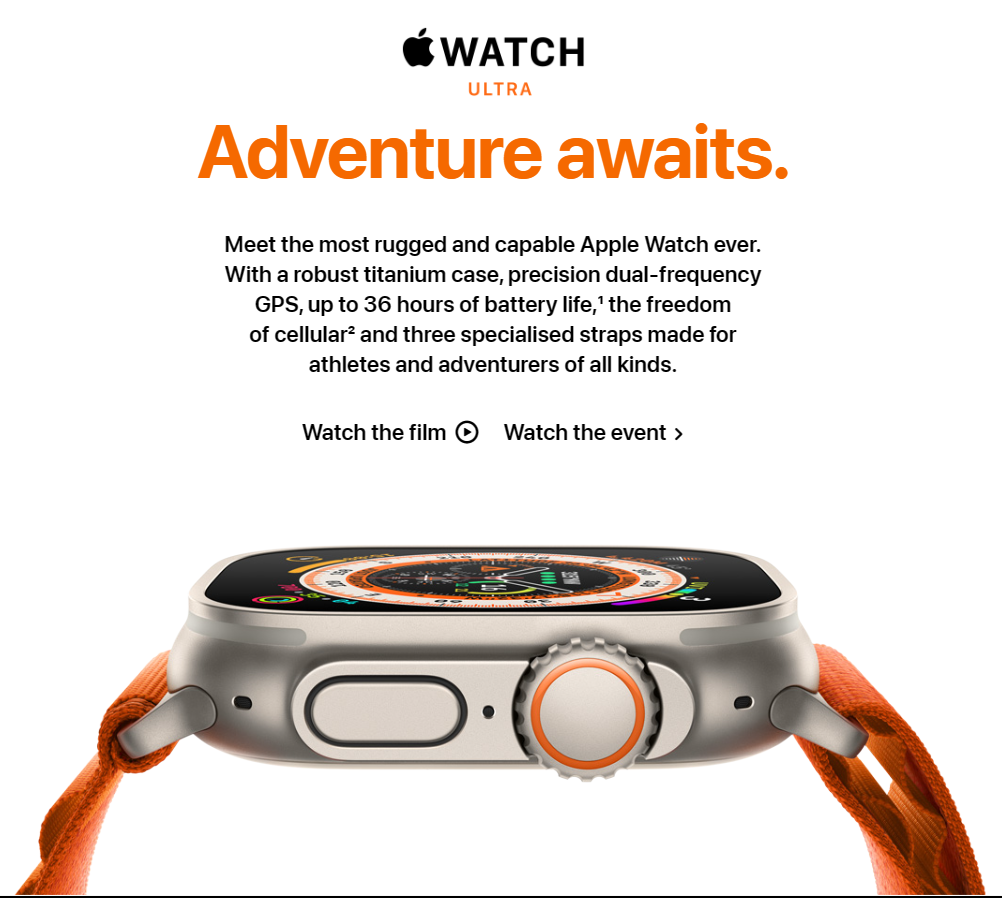 WATCH
ULTRA
Adventure awaits.
Meet the most rugged and capable Apple Watch ever.
With a robust titanium case, precision dual-frequency
GPS, up to 36 hours of battery life,¹ the freedom
of cellular² and three specialised straps made for
athletes and adventurers of all kinds.
Watch the film Watch the event ›